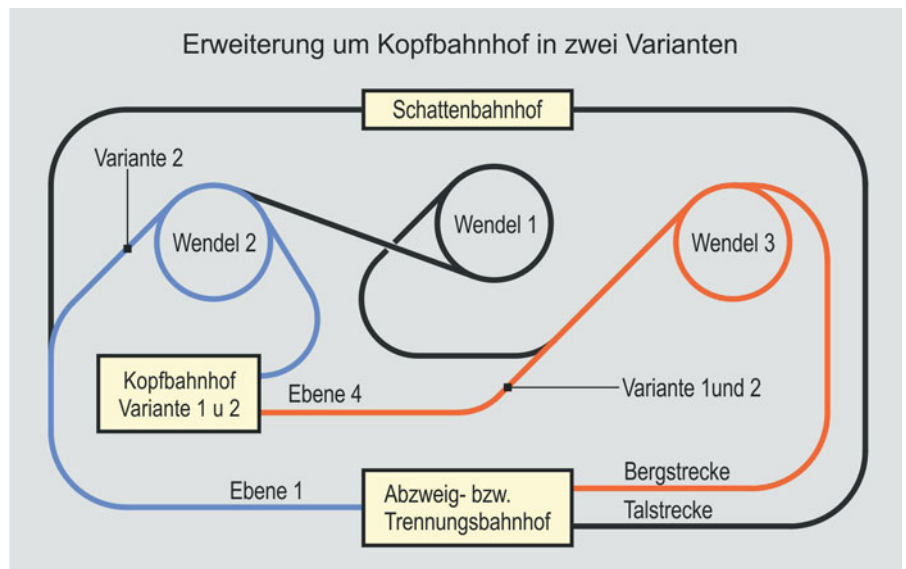 Erweiterung um Kopfbahnhof in zwei Varianten
Schattenbahnhof
Variante 2
Wendel 2
Wendel 1
Wendel 3
Kopfbahnhof
Variante 1 u 2
Ebene 4
Variante 1und 2
Ebene 1
Abzweig- bzw.
Trennungsbahnhof
Bergstrecke
Talstrecke